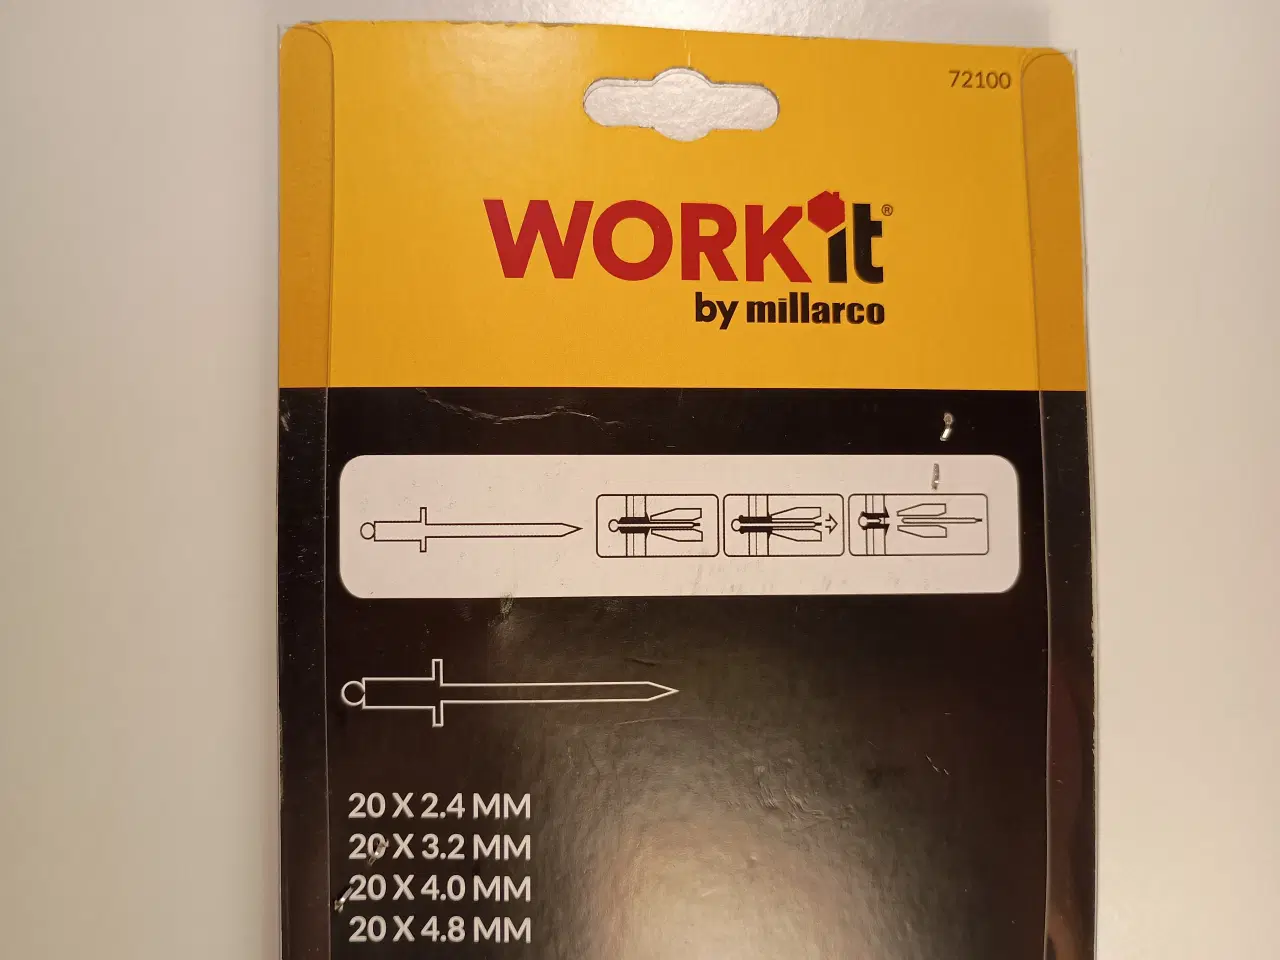 72100
WORKit®
by millarco
20 X 2.4 MM
20 X 3.2 MM
20 X 4.0 MM
20 X 4.8 MM